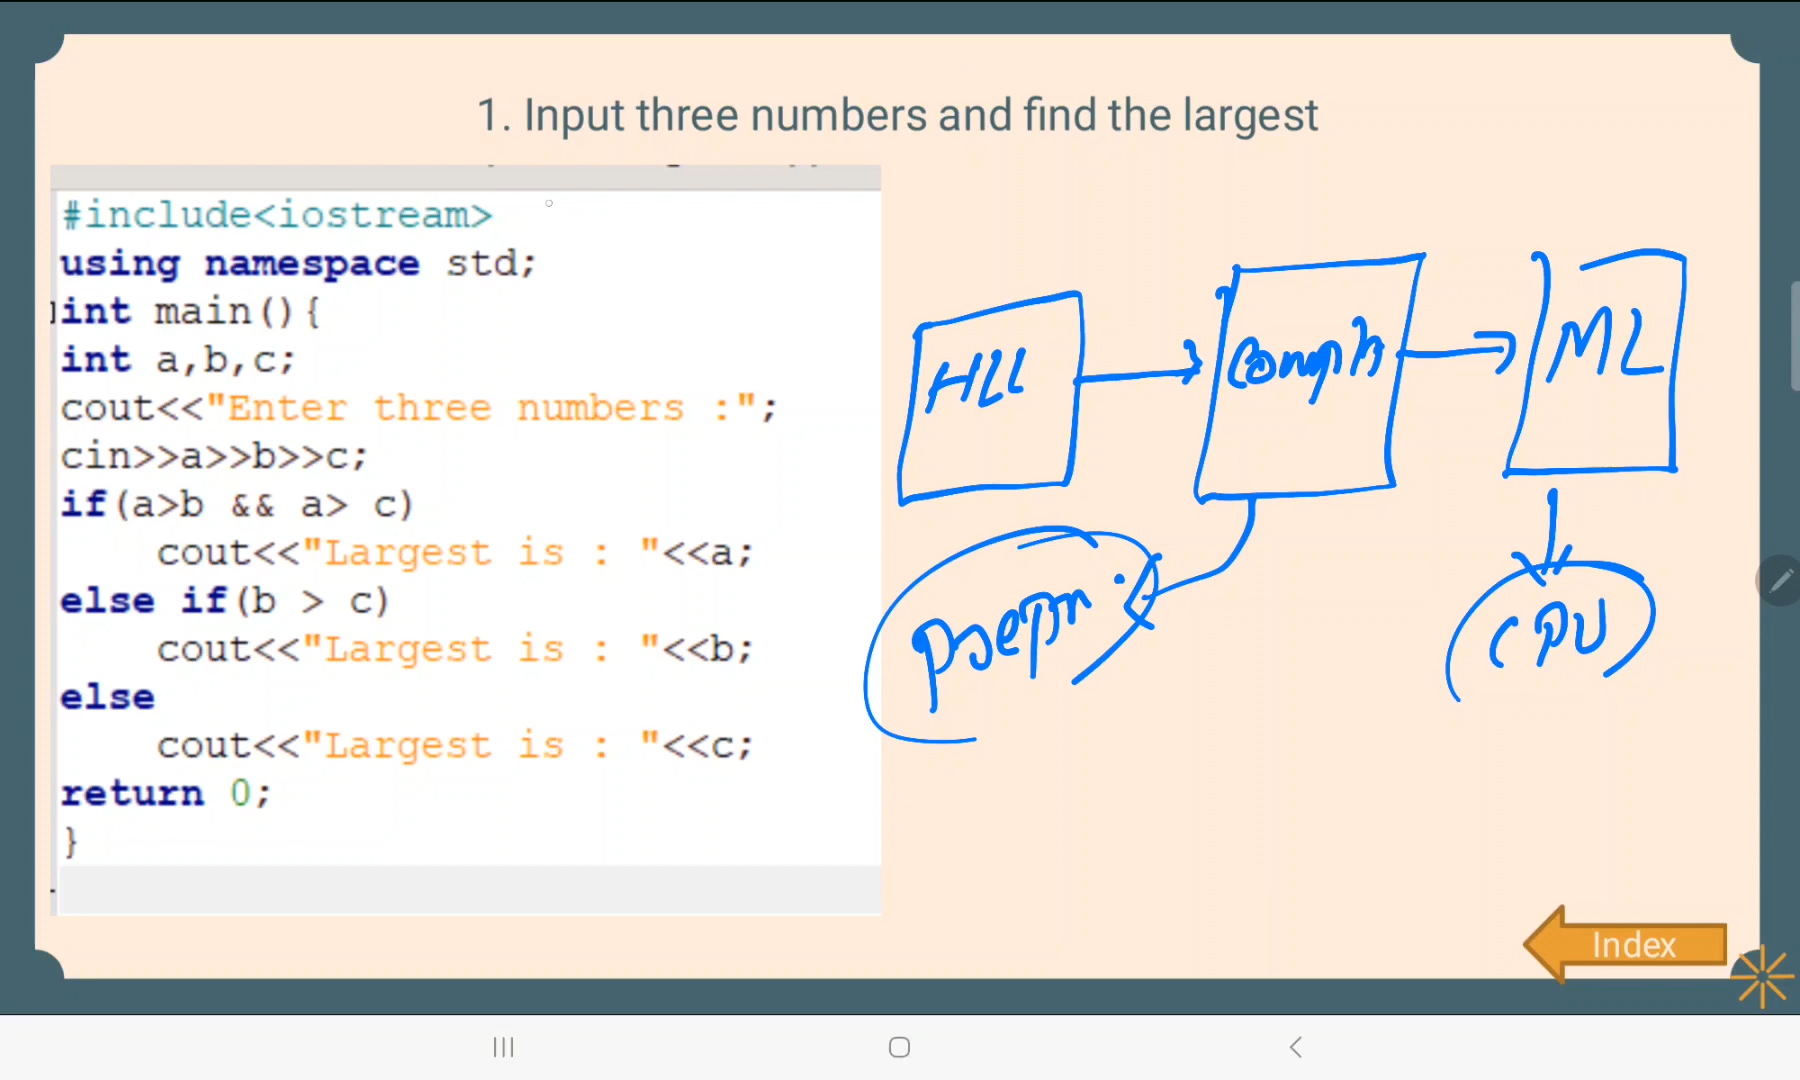 1. Input three numbers and find the largest
#include<iostream>
using namespace std;
int main(){
int a,b,c;
cout<<"Enter three numbers :";
cin>>a>>b>>c;
if(a>b && a> c)
    cout<<"Largest is : "<<a;
else if(b > c)
    cout<<"Largest is : "<<b;
else
    cout<<"Largest is : "<<c;
return 0;
}
HLL
ML
CPU
Index